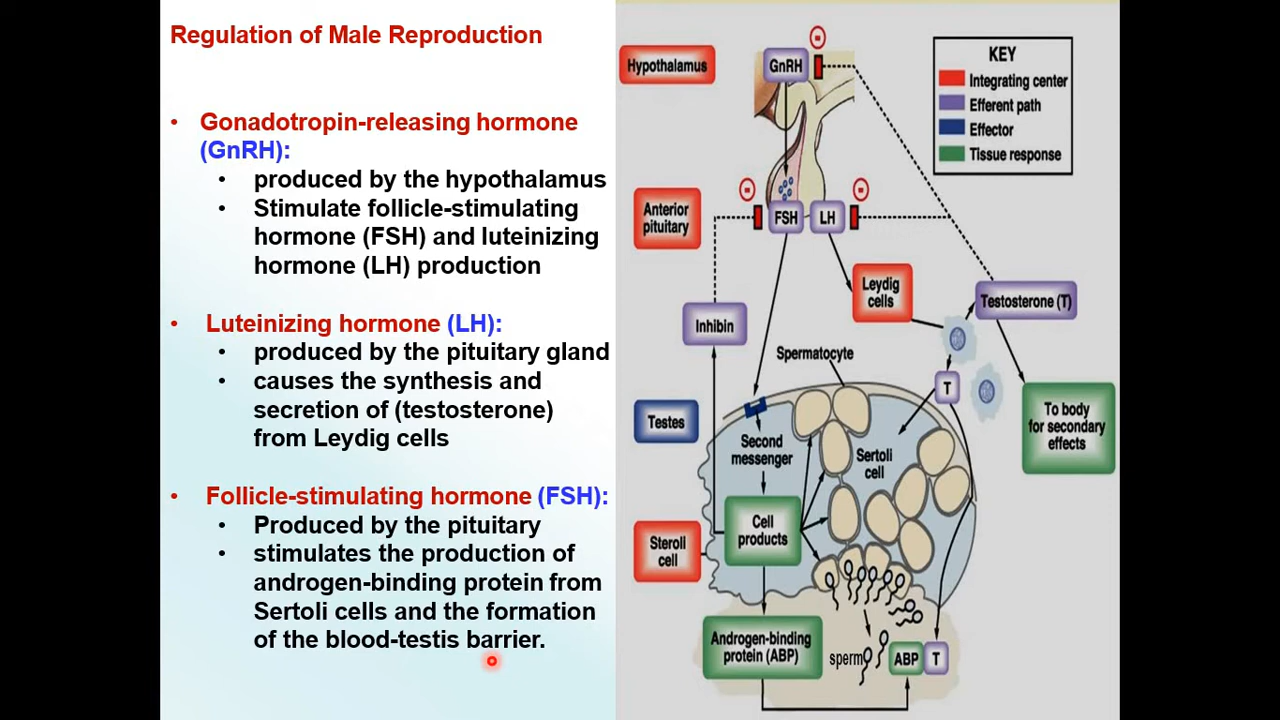 Regulation of Male Reproduction
• Gonadotropin-releasing hormone
(GnRH):
• produced by the hypothalamus
• Stimulate follicle-stimulating
hormone (FSH) and luteinizing
hormone (LH) production
• Luteinizing hormone (LH):
• produced by the pituitary gland
• causes the synthesis and
secretion of (testosterone)
from Leydig cells
• Follicle-stimulating hormone (FSH):
• Produced by the pituitary
• stimulates the production of
androgen-binding protein from
Sertoli cells and the formation
of the blood-testis barrier.
Hypothalamus
GnRH
-
KEY
Integrating center
Efferent path
Effector
Tissue response
Anterior
pituitary
-
FSH
LH
-
Leydig
cells
Testosterone (T)
Inhibin
Spermatocyte
T
To body
for secondary
effects
Testes
Second
messenger
Sertoli
cell
Cell
products
Steroll
cell
Androgen-binding
protein (ABP)
sperm
ABP
T